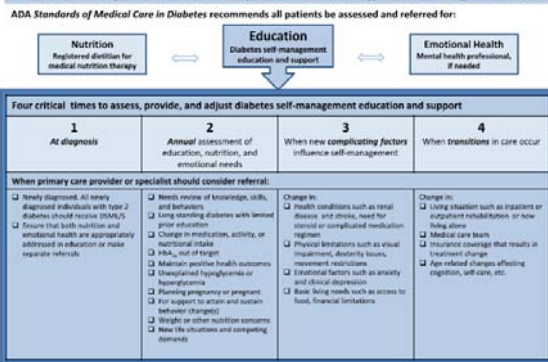 ADA Standards of Medical Care in Diabetes recommends all patients be assessed and referred for:
Nutrition
Registered dietitian for
medical nutrition therapy
Education
Diabetes self-management
education and support
Emotional Health
Mental health professional,
if needed
Four critical times to assess, provide, and adjust diabetes self-management education and support
1
At diagnosis
2
Annual assessment of
education, nutrition, and
emotional needs
3
When new complicating factors
influence self-management
4
When transitions in care occur
When primary care provider or specialist should consider referral:
❑ Newly diagnosed. All newly
diagnosed individuals with type 2
diabetes should receive DSME/S
❑ Ensure that both nutrition and
emotional health are appropriately
addressed in education or make
separate referrals
❑ Needs review of knowledge, skills,
and behaviors
❑ Long standing diabetes with limited
prior education
❑ Change in medication, activity, or
nutritional intake
❑ HbA1c out of target
❑ Maintain positive health outcomes
❑ Unexplained hypoglycemia or
hyperglycemia
❑ Planning pregnancy or pregnant
❑ For support to attain and sustain
behavior change(s)
❑ Weight or other nutrition concerns
❑ New life situations and competing
demands
Change in:
❑ Health conditions such as renal
disease and stroke, need for
steroid or complicated medication
regimen
❑ Physical limitations such as visual
impairment, dexterity issues,
movement restrictions
❑ Emotional factors such as anxiety
and clinical depression
❑ Basic living needs such as access to
food, financial limitations
Change in:
❑ Living situation such as inpatient or
outpatient rehabilitation or now
living alone
❑ Medical care team
❑ Insurance coverage that results in
treatment change
❑ Age-related changes affecting
cognition, self-care, etc.